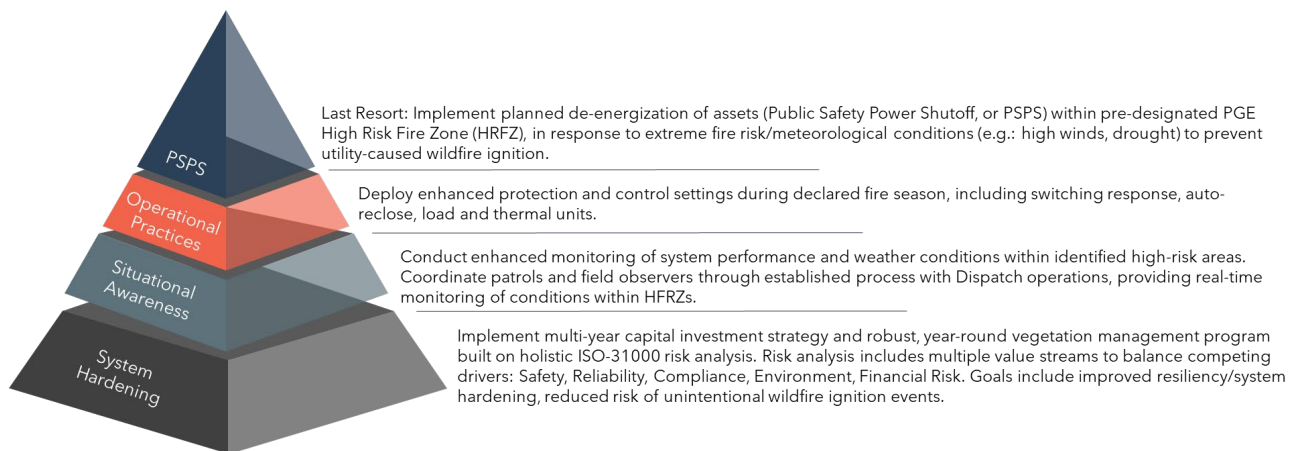 Last Resort: Implement planned de-energization of assets (Public Safety Power Shutoff, or PSPS) within pre-designated PGE
High Risk Fire Zone (HRFZ), in response to extreme fire risk/meteorological conditions (e.g.: high winds, drought) to prevent
utility-caused wildfire ignition.
PSPS
Deploy enhanced protection and control settings during declared fire season, including switching response, auto-
reclose, load and thermal units.
Operational
Practices
Conduct enhanced monitoring of system performance and weather conditions within identified high-risk areas.
Coordinate patrols and field observers through established process with Dispatch operations, providing real-time
monitoring of conditions within HFRZs.
Situational
Awareness
Implement multi-year capital investment strategy and robust, year-round vegetation management program
built on holistic ISO-31000 risk analysis. Risk analysis includes multiple value streams to balance competing
drivers: Safety, Reliability, Compliance, Environment, Financial Risk. Goals include improved resiliency/system
hardening, reduced risk of unintentional wildfire ignition events.
System
Hardening